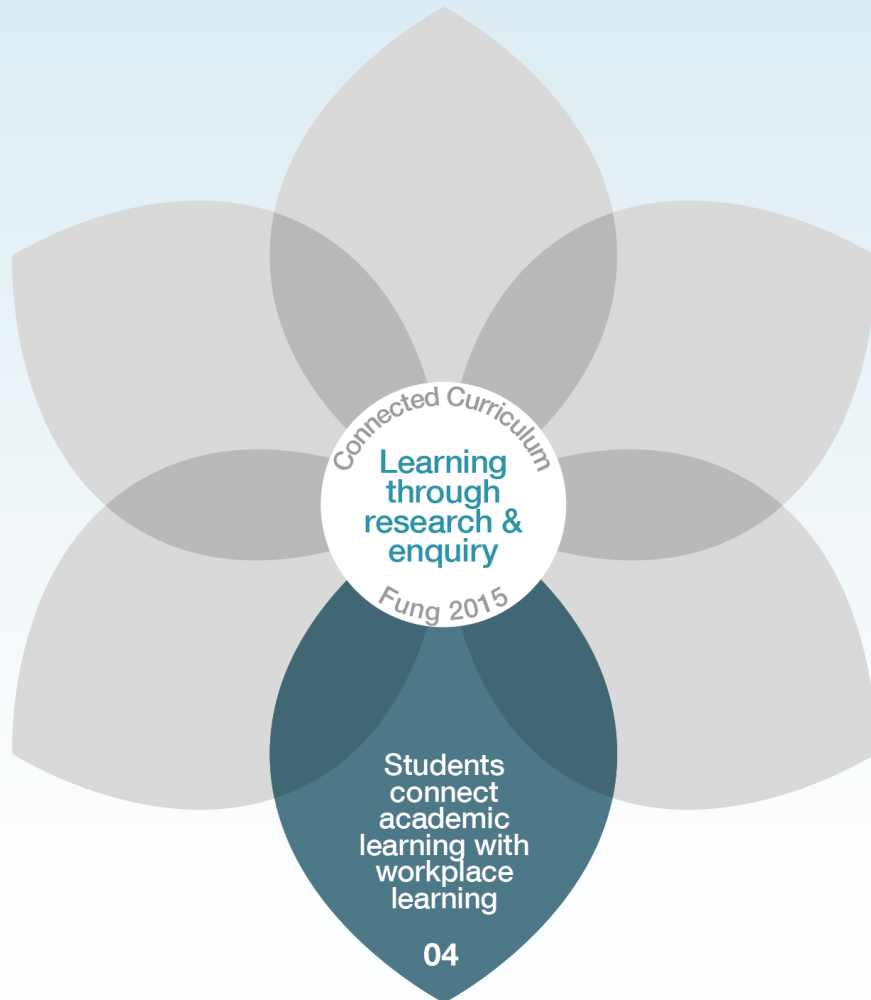 Connected Curriculum
Learning
through
research &
enquiry
Fung 2015
Students
connect
academic
learning with
workplace
learning
04